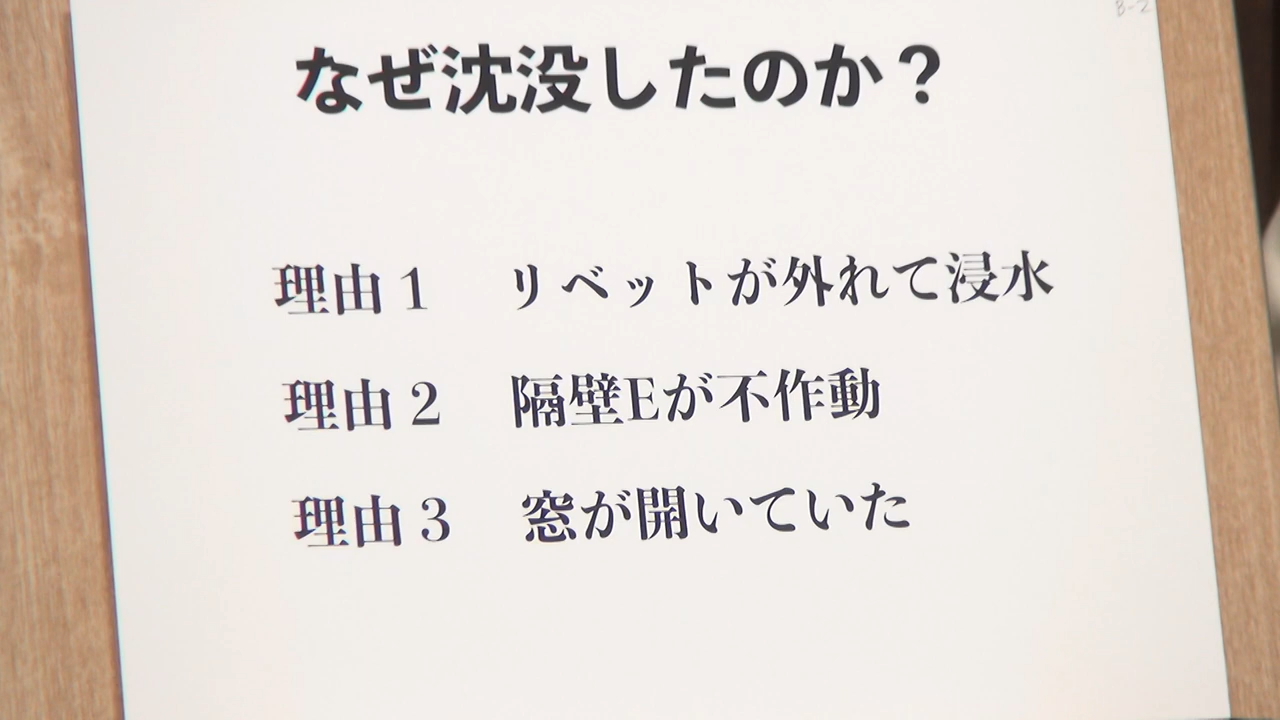 B-2
なぜ沈没したのか？
理由１　リベットが外れて浸水
理由２　隔壁Eが不作動
理由３　窓が開いていた